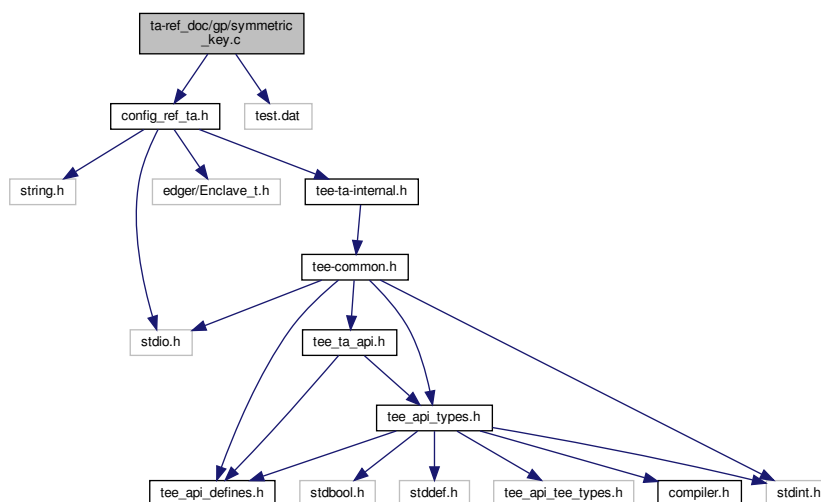 ta-ref_doc/gp/symmetric
_key.c
config_ref_ta.h
test.dat
string.h
edger/Enclave_t.h
tee-ta-internal.h
tee-common.h
stdio.h
tee_ta_api.h
tee_api_types.h
tee_api_defines.h
stdbool.h
stddef.h
tee_api_tee_types.h
compiler.h
stdint.h